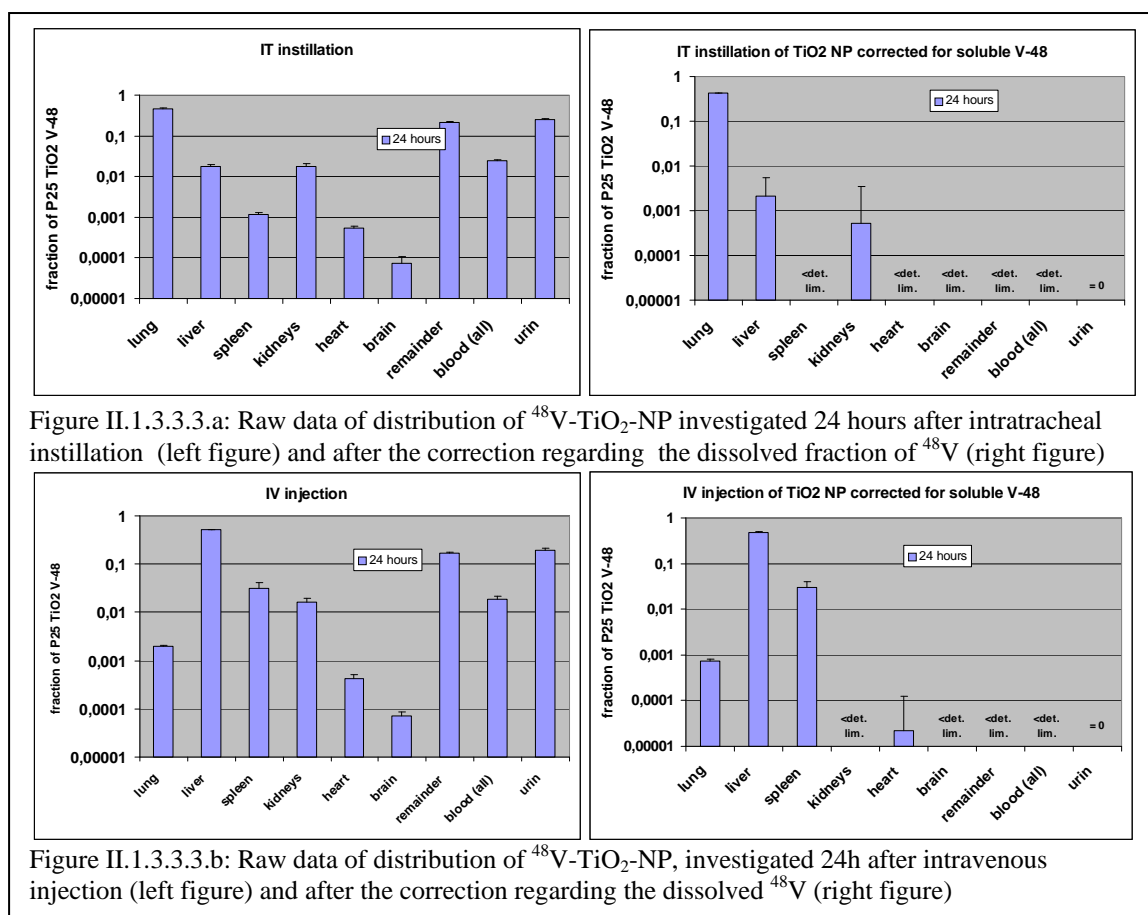 IT instillation
fraction of P25 TiO2 V-48
1
0,1
0,01
0,001
0,0001
0,00001
24 hours
lung
liver
spleen
kidneys
heart
brain
remainder
blood (all)
urin
IT instillation of TiO2 NP corrected for soluble V-48
fraction of P25 TiO2 V-48
1
0,1
0,01
0,001
0,0001
0,00001
24 hours
<det. lim.
<det. lim.
<det. lim.
<det. lim.
<det. lim.
= 0
lung
liver
spleen
kidneys
heart
brain
remainder
blood (all)
urin
Figure II.1.3.3.3.a: Raw data of distribution of ⁴⁸V-TiO₂-NP investigated 24 hours after intratracheal
instillation (left figure) and after the correction regarding the dissolved fraction of ⁴⁸V (right figure)
IV injection
fraction of P25 TiO2 V-48
1
0,1
0,01
0,001
0,0001
0,00001
24 hours
lung
liver
spleen
kidneys
heart
brain
remainder
blood (all)
urin
IV injection of TiO2 NP corrected for soluble V-48
fraction of P25 TiO2 V-48
1
0,1
0,01
0,001
0,0001
0,00001
24 hours
<det. lim.
<det. lim.
<det. lim.
<det. lim.
= 0
lung
liver
spleen
kidneys
heart
brain
remainder
blood (all)
urin
Figure II.1.3.3.3.b: Raw data of distribution of ⁴⁸V-TiO₂-NP, investigated 24h after intravenous
injection (left figure) and after the correction regarding the dissolved ⁴⁸V (right figure)